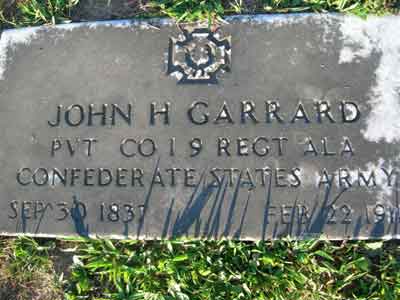 JOHN H GARRARD
PVT CO I 9 REGT ALA
CONFEDERATE STATES ARMY
SEP 30 1837 FEB 22